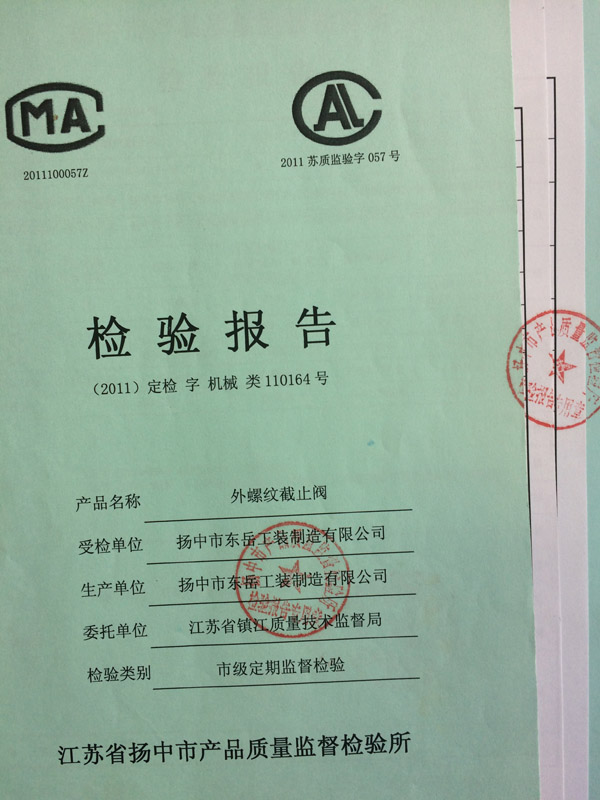 MA
AL
2011100057Z
2011 苏质监验字 057 号
检验报告
（2011）定检 字 机械 类 110164 号
产品名称 外螺纹截止阀
受检单位 扬中市东岳工装制造有限公司
生产单位 扬中市东岳工装制造有限公司
委托单位 江苏省镇江质量技术监督局
检验类别 市级定期监督检验
江苏省扬中市产品质量监督检验所